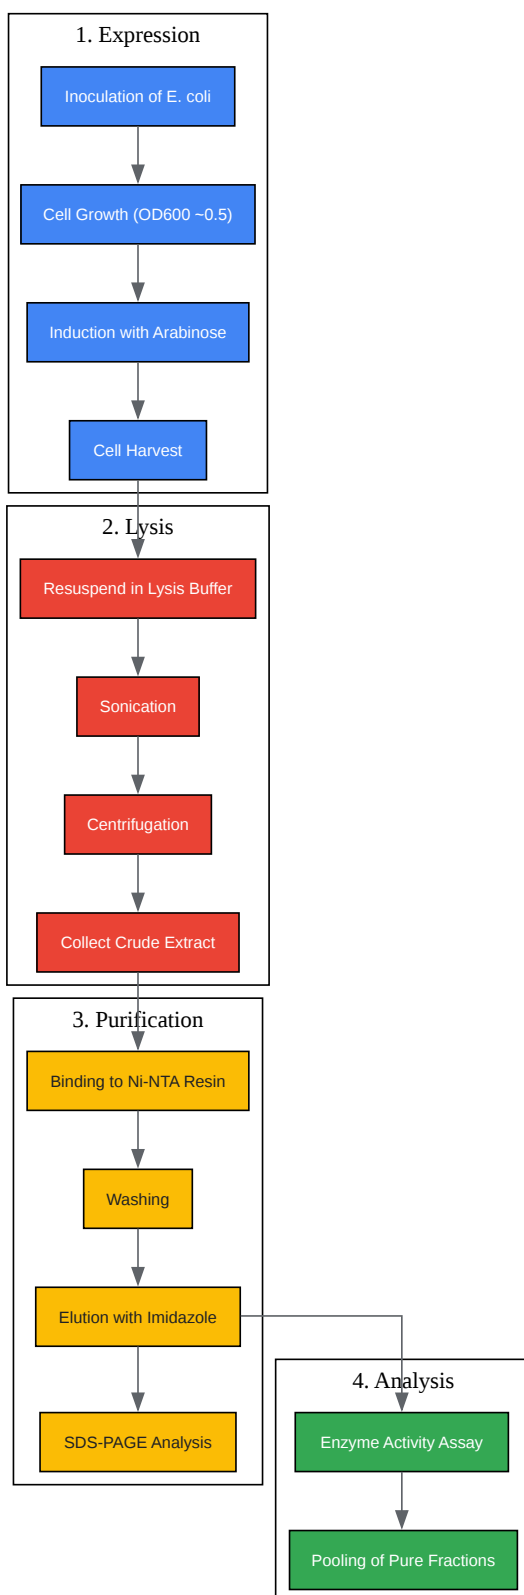 1. Expression
Inoculation of E. coli
Cell Growth (OD600 ~0.5)
Induction with Arabinose
Cell Harvest
2. Lysis
Resuspend in Lysis Buffer
Sonication
Centrifugation
Collect Crude Extract
3. Purification
Binding to Ni-NTA Resin
Washing
Elution with Imidazole
SDS-PAGE Analysis
4. Analysis
Enzyme Activity Assay
Pooling of Pure Fractions